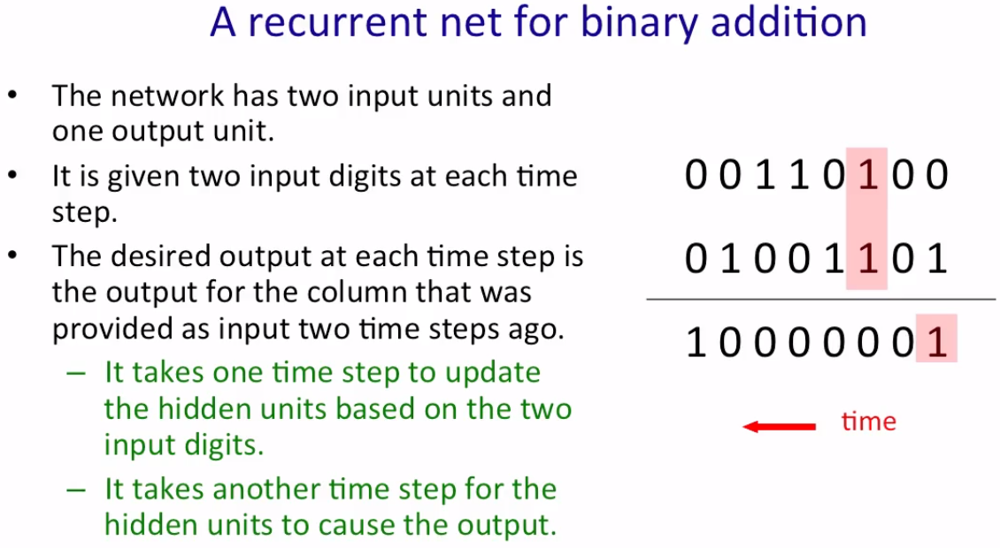 A recurrent net for binary addition
• The network has two input units and
one output unit.
• It is given two input digits at each time
step.
• The desired output at each time step is
the output for the column that was
provided as input two time steps ago.
– It takes one time step to update
the hidden units based on the two
input digits.
– It takes another time step for the
hidden units to cause the output.
0 0 1 1 0 1 0 0
0 1 0 0 1 1 0 1
1 0 0 0 0 0 0 1
time